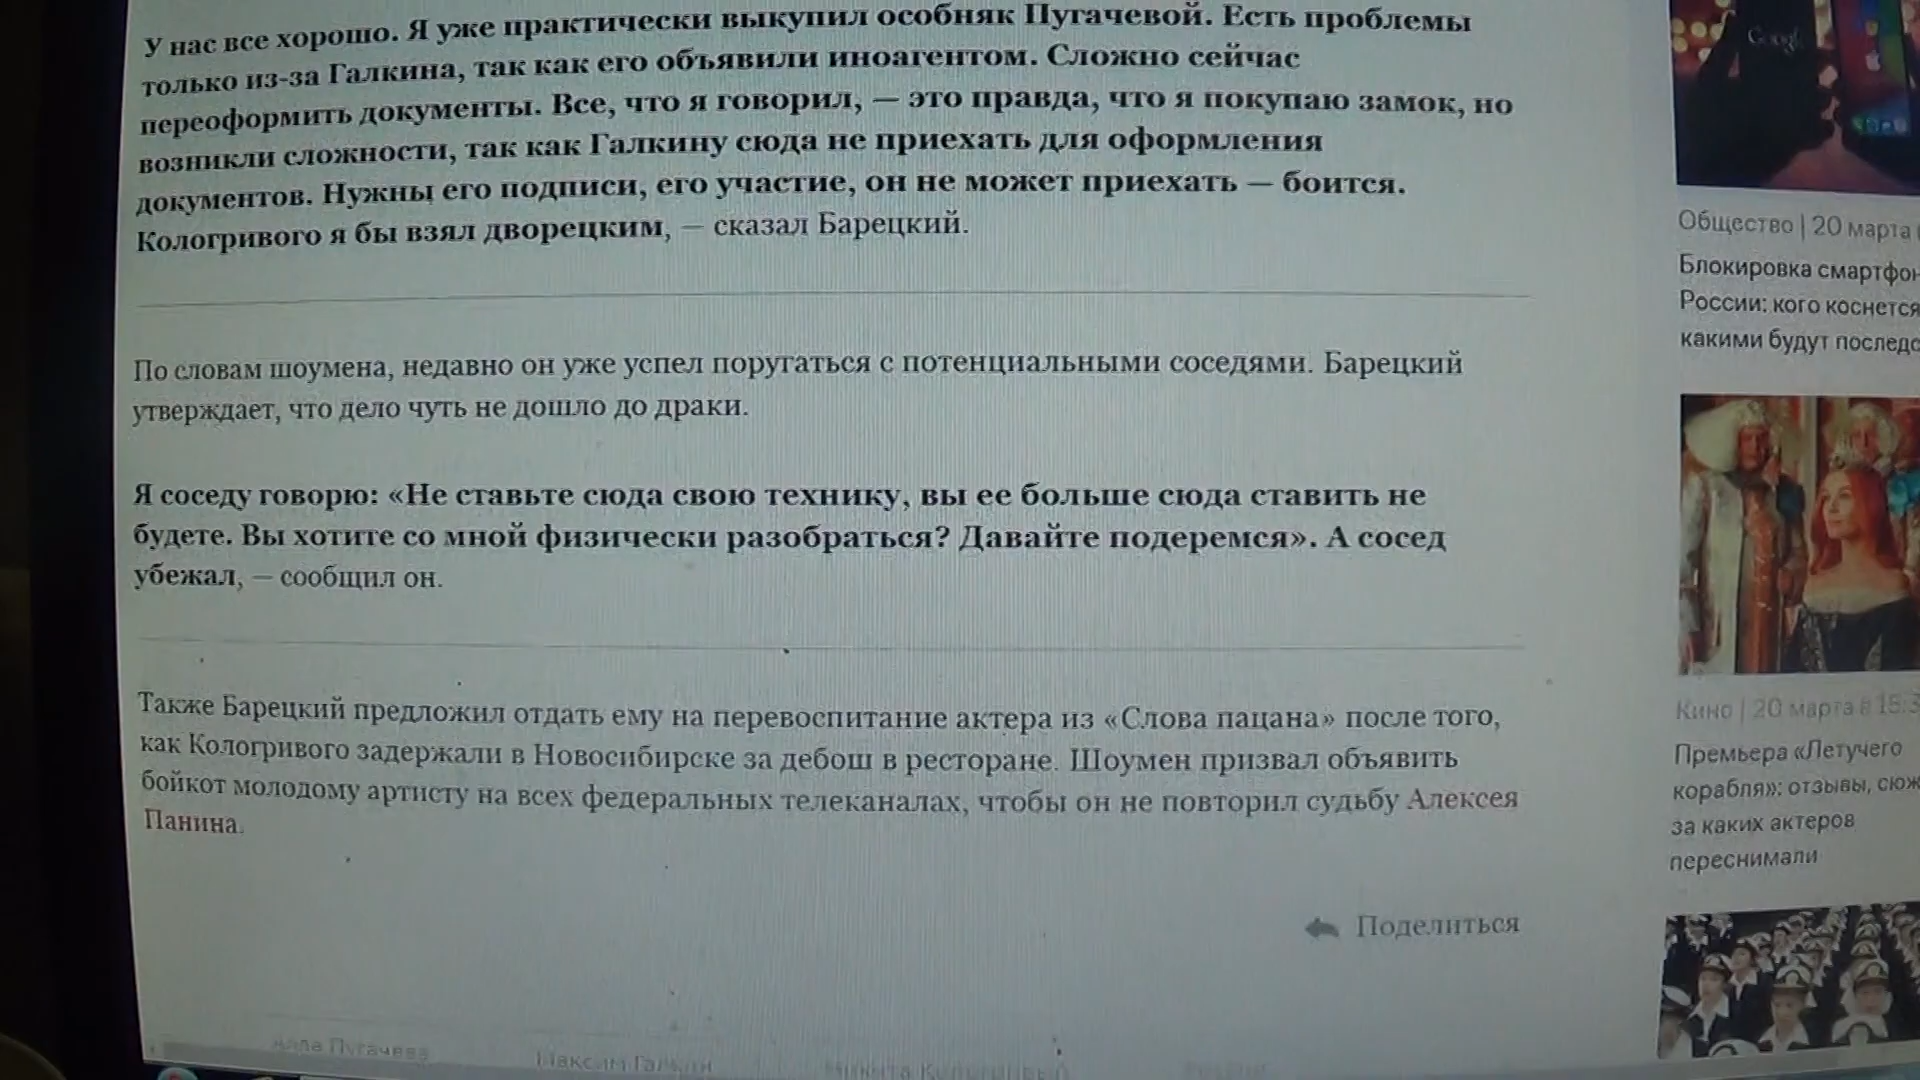 У нас все хорошо. Я уже практически выкупил особняк Пугачевой. Есть проблемы
только из-за Галкина, так как его объявили иноагентом. Сложно сейчас
переоформить документы. Все, что я говорил, — это правда, что я покупаю замок, но
возникли сложности, так как Галкину сюда не приехать для оформления
документов. Нужны его подписи, его участие, он не может приехать — боится.
Кологривого я бы взял дворецким, — сказал Барецкий.
По словам шоумена, недавно он уже успел поругаться с потенциальными соседями. Барецкий
утверждает, что дело чуть не дошло до драки.
Я соседу говорю: «Не ставьте сюда свою технику, вы ее больше сюда ставить не
будете. Вы хотите со мной физически разобраться? Давайте подеремся». А сосед
убежал, — сообщил он.
Также Барецкий предложил отдать ему на перевоспитание актера из «Слова пацана» после того,
как Кологривого задержали в Новосибирске за дебош в ресторане. Шоумен призвал объявить
бойкот молодому артисту на всех федеральных телеканалах, чтобы он не повторил судьбу Алексея
Панина.
Поделиться
Алла Пугачева
Максим Галкин
Никита Кологривый
Google
Общество | 20 марта
Блокировка смартфон
России: кого коснется
какими будут последс
Кино | 20 марта в 15:3
Премьера «Летучего
корабля»: отзывы, сюж
за каких актеров
переснимали